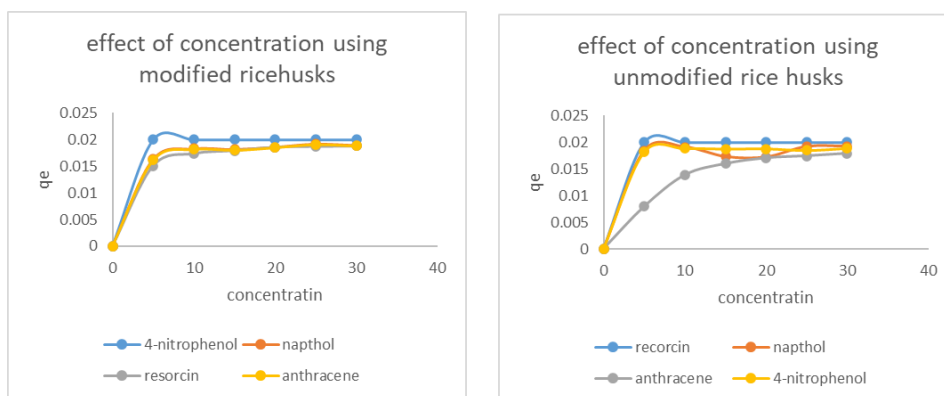 effect of concentration using
modified ricehusks
0.025
0.02
0.015
0.01
0.005
0
qe
0
10
20
30
40
concentratin
4-nitrophenol
napthol
resorcin
anthracene
effect of concentration using
unmodified rice husks
0.025
0.02
0.015
0.01
0.005
0
qe
0
10
20
30
40
concentration
recorcin
napthol
anthracene
4-nitrophenol